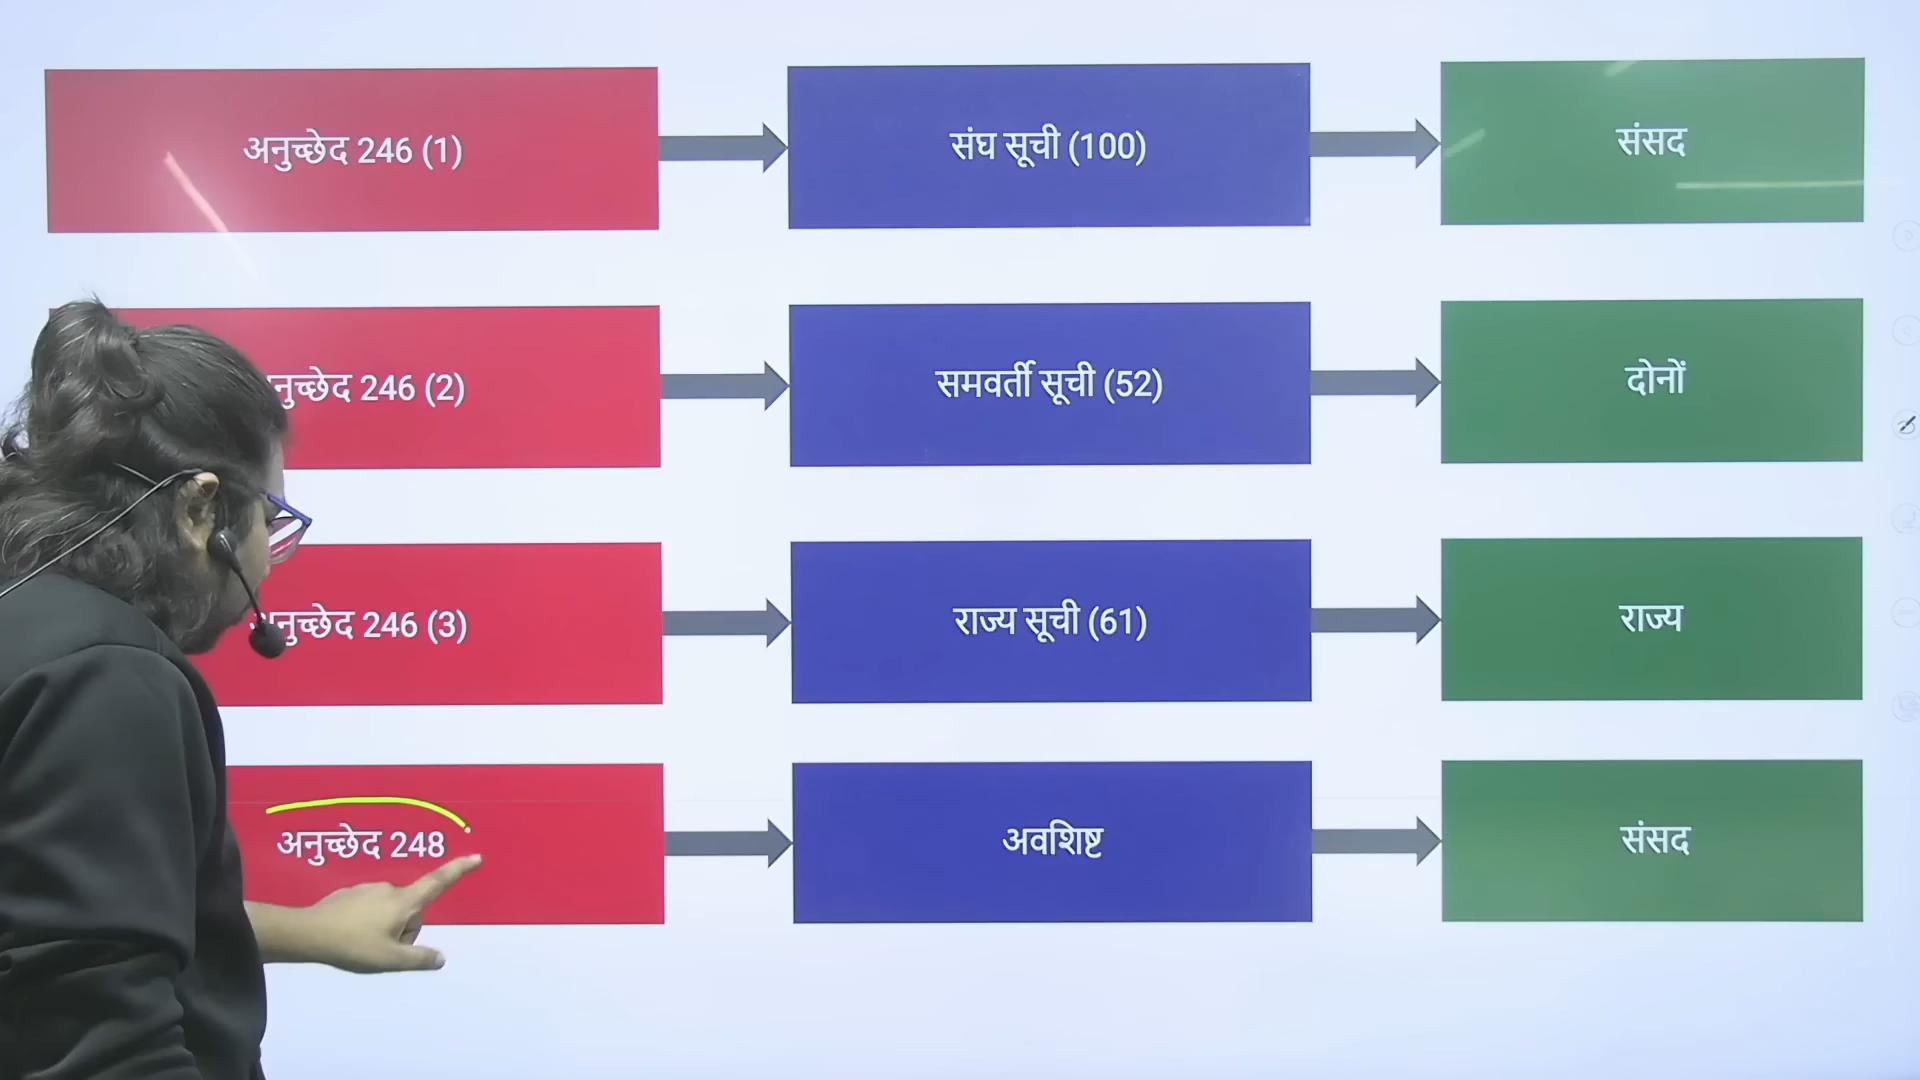 अनुच्छेद 246 (1) संघ सूची (100) संसद
नुच्छेद 246 (2) समवर्ती सूची (52) दोनों
नुच्छेद 246 (3) राज्य सूची (61) राज्य
अनुच्छेद 248 अवशिष्ट संसद